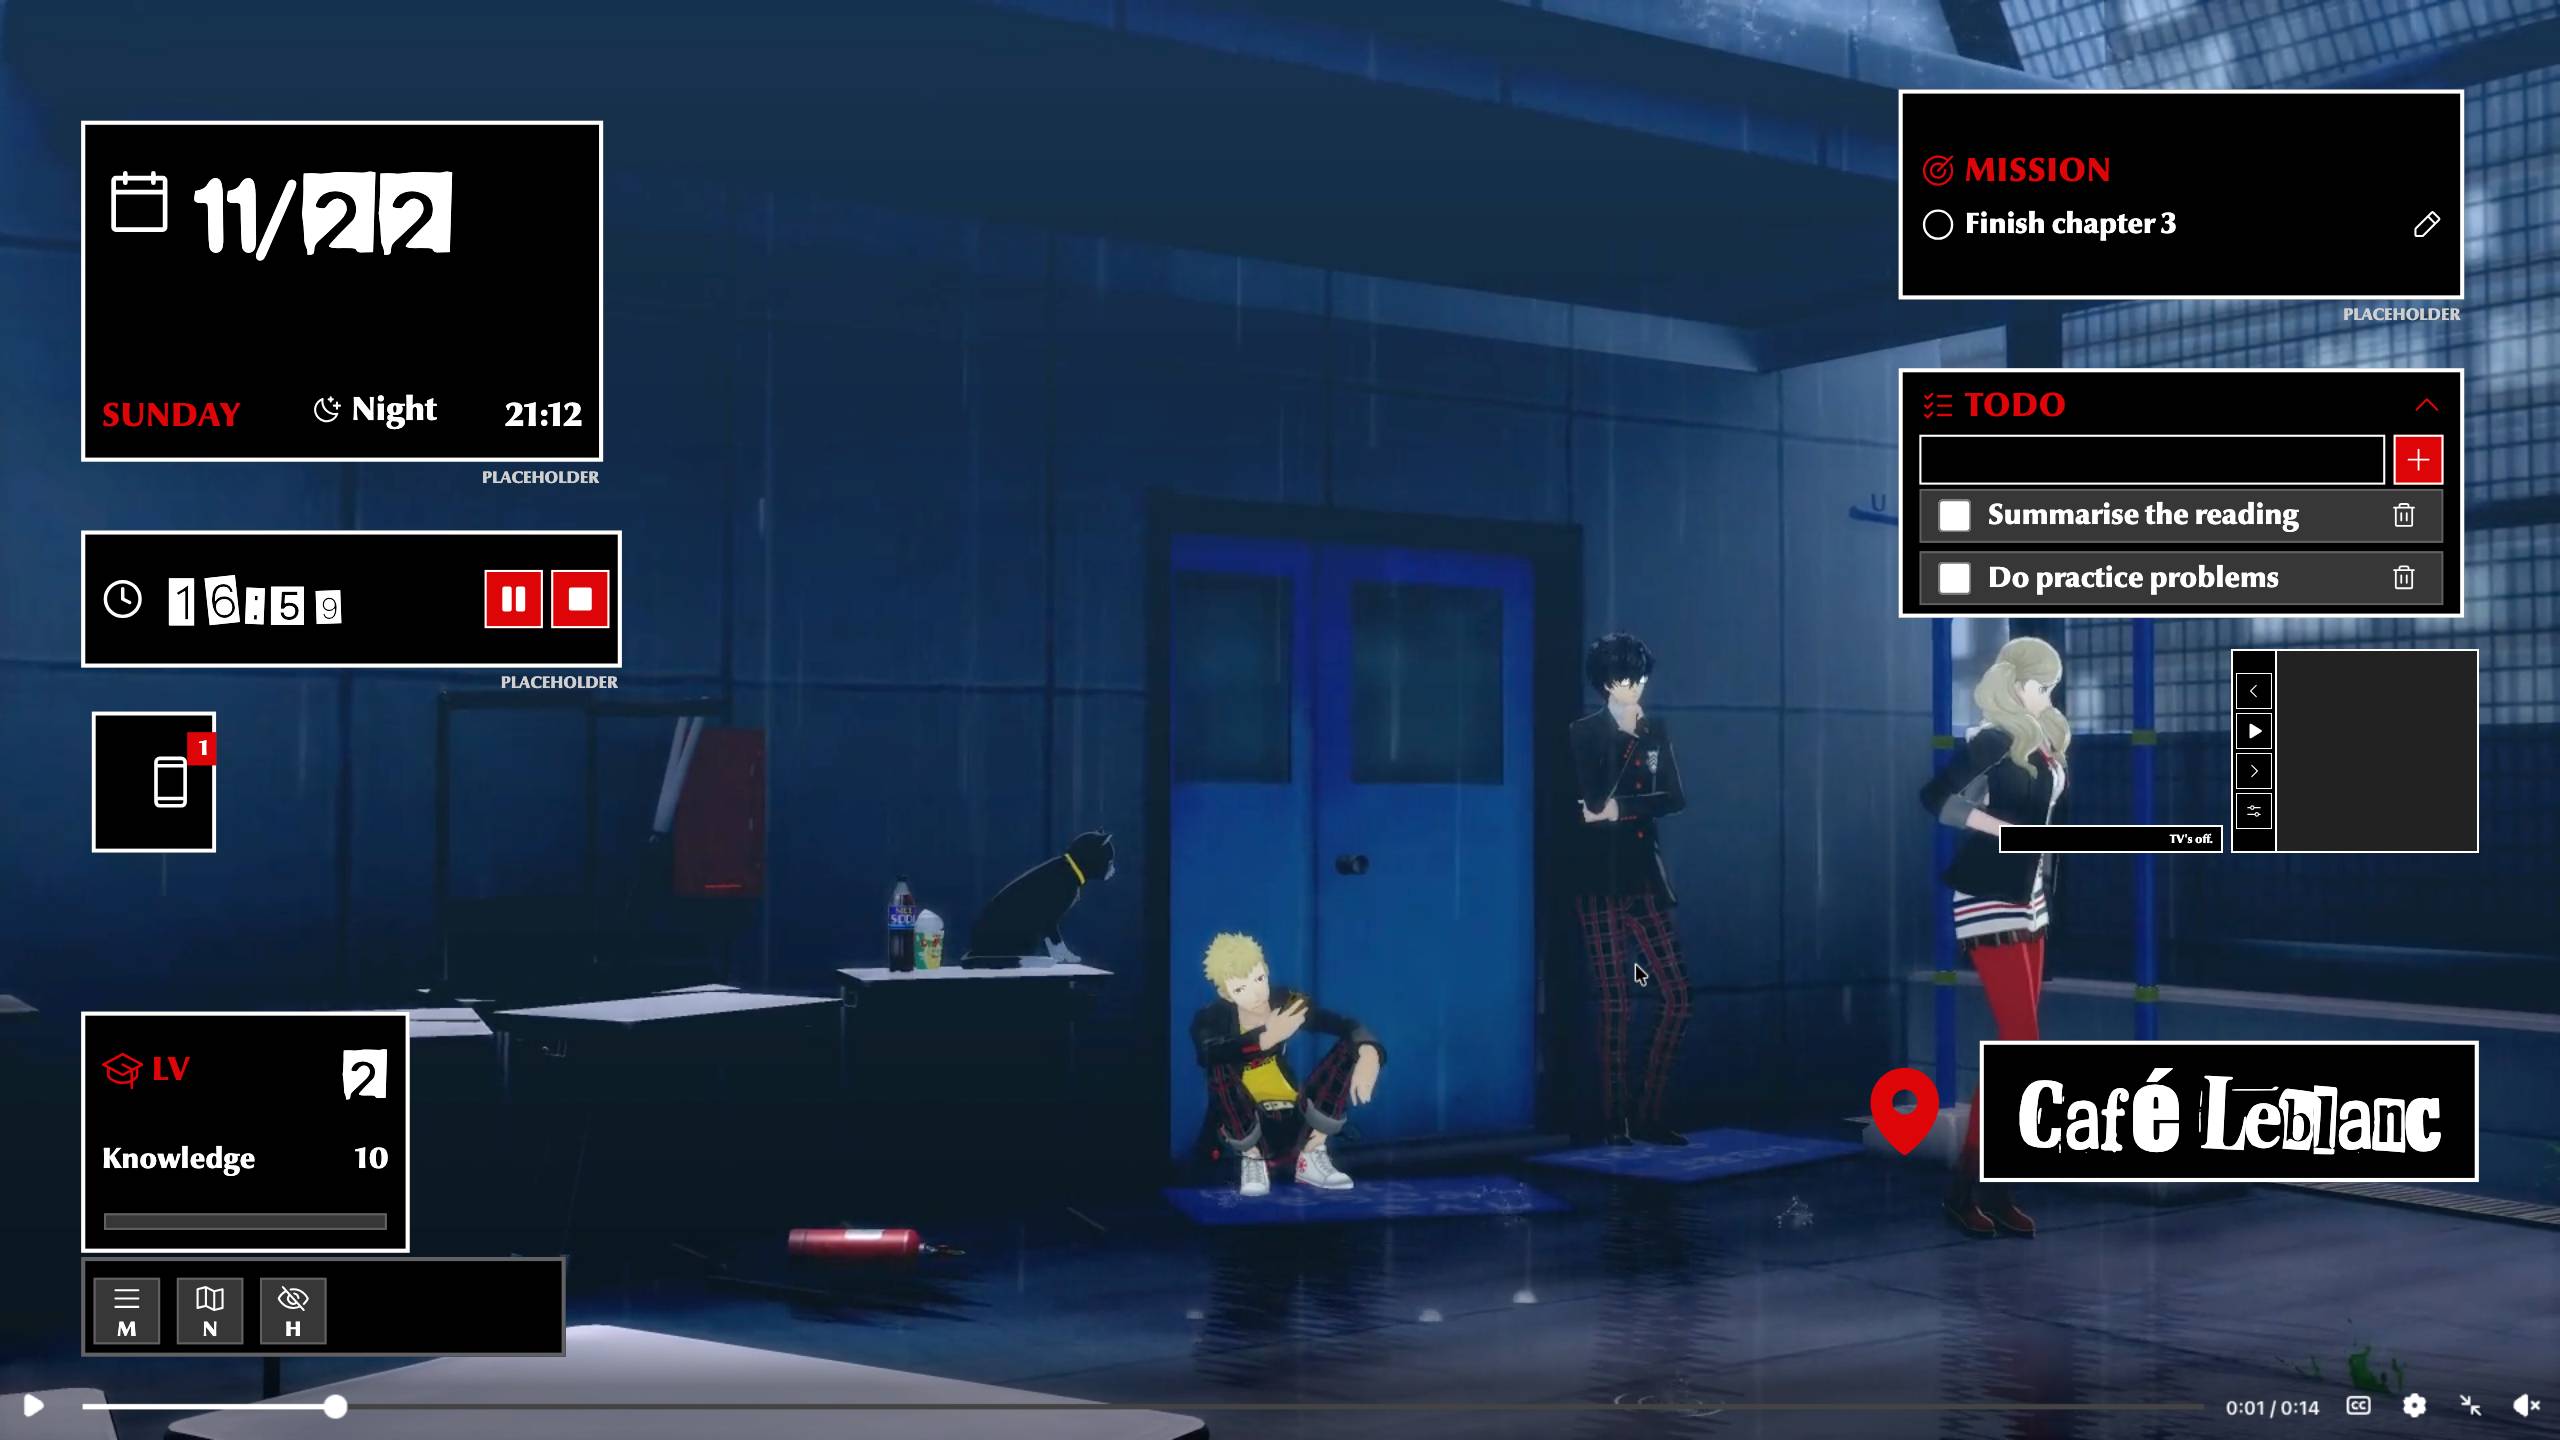 11/22
SUNDAY
Night
21:12
PLACEHOLDER
16:59
PLACEHOLDER
1
LV
2
Knowledge
10
M
N
H
MISSION
Finish chapter 3
PLACEHOLDER
TODO
Summarise the reading
Do practice problems
TV's off.
Café Leblanc
0:01 / 0:14
CC